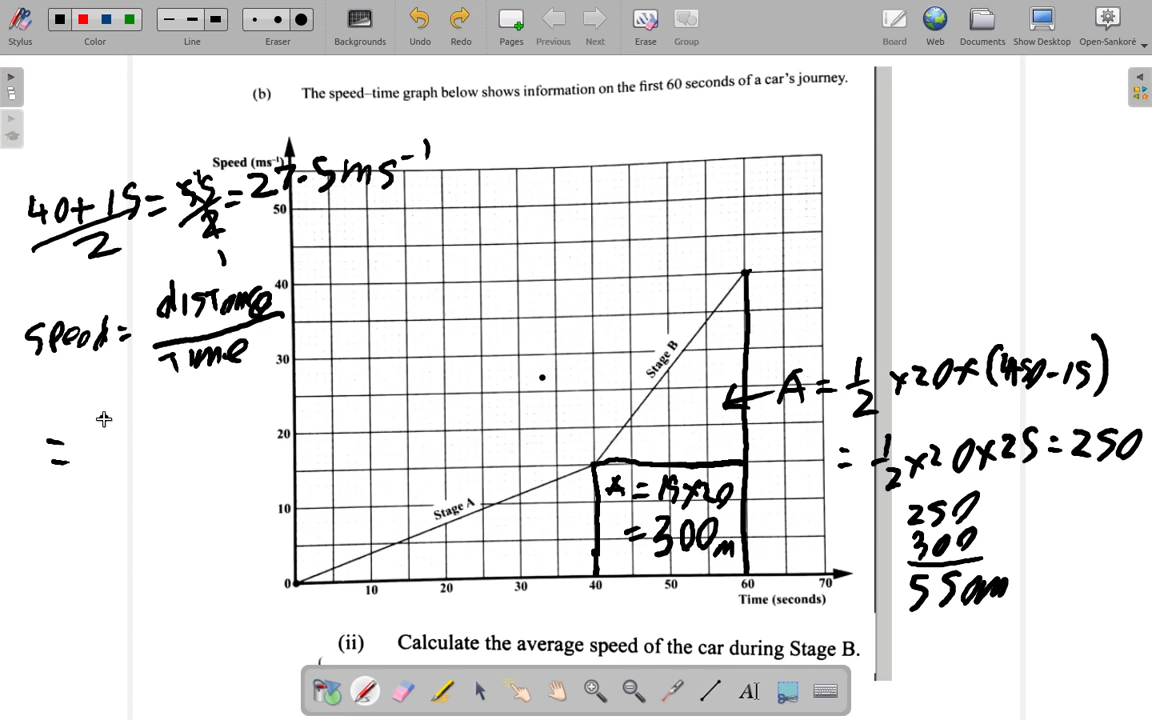 Stylus
Color
Line
Eraser
Backgrounds
Undo
Redo
Pages
Previous
Next
Erase
Group
Board
Web
Documents
Show Desktop
Open-Sankoré
(b) The speed–time graph below shows information on the first 60 seconds of a car's journey.
Speed (ms⁻¹)
50
40
30
20
10
0
10 20 30 40 50 60 70
Time (seconds)
Stage A
Stage B
40+15 = 55 = 27.5ms⁻¹
2 2
1
speed = distance
Time
=
A = 15×20
= 300m
A = 1/2 × 20 × (40-15)
= 1/2 × 20 × 25 = 250
250
300
550m
(ii) Calculate the average speed of the car during Stage B.